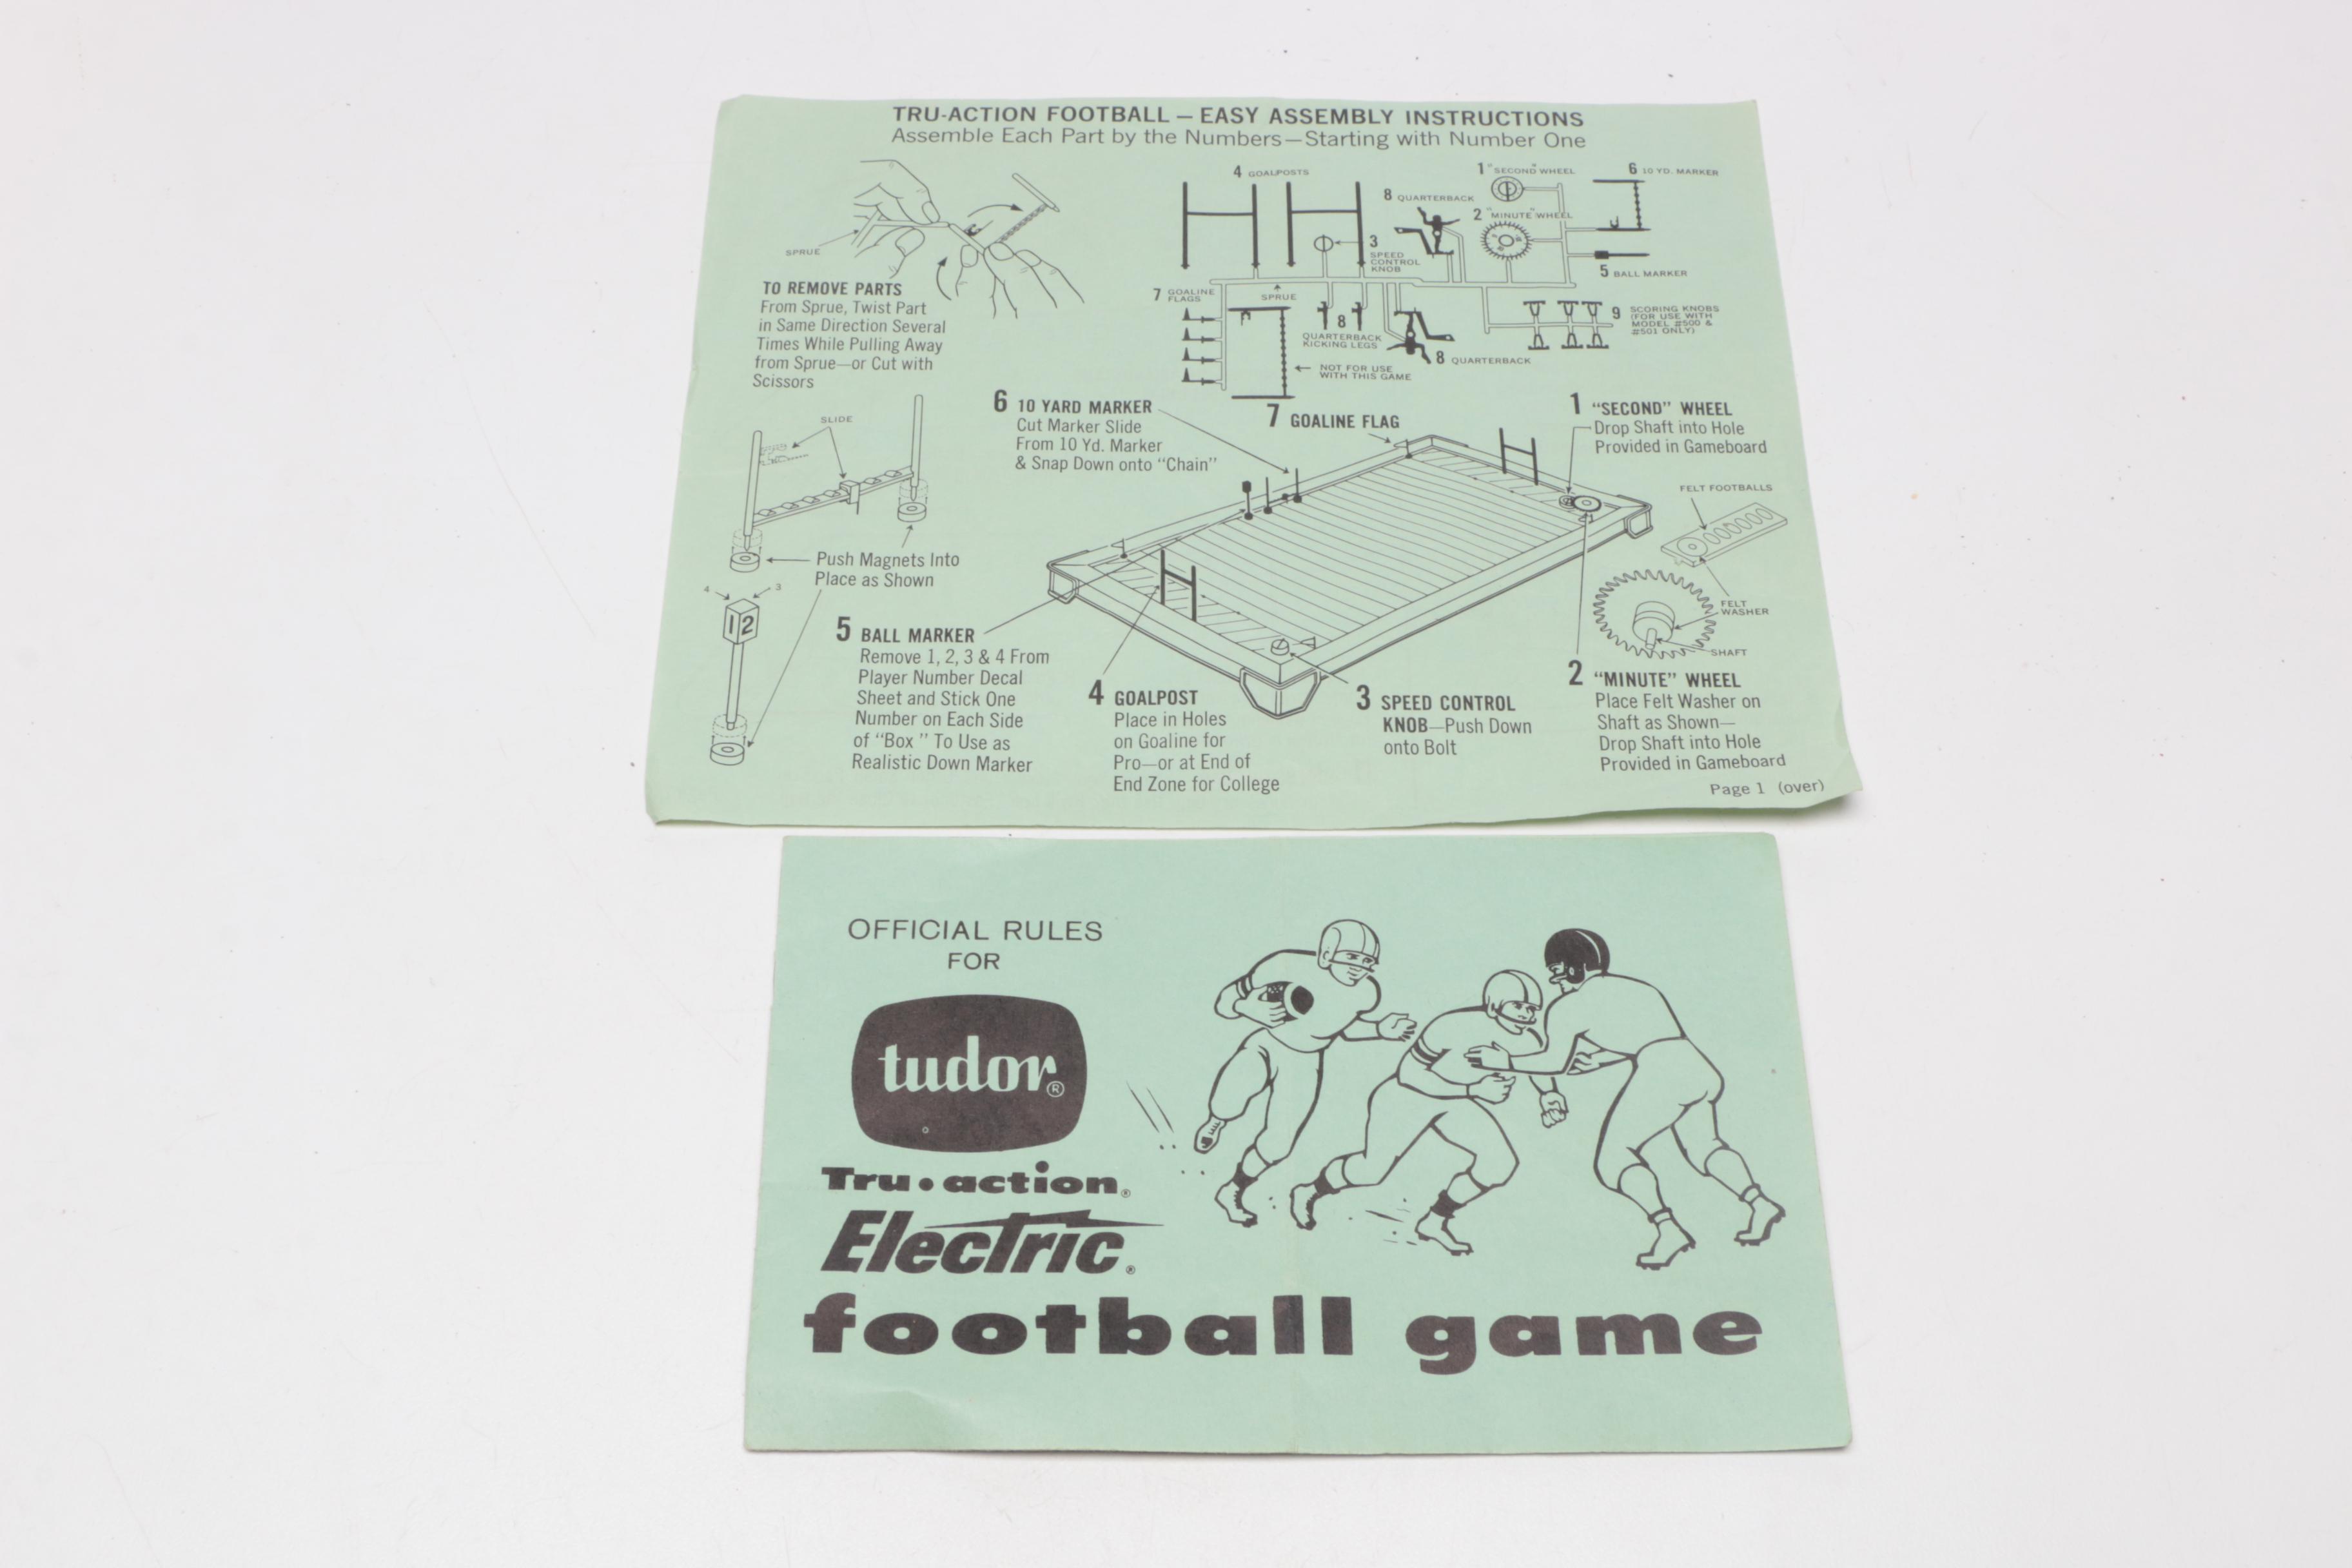 TRU-ACTION FOOTBALL — EASY ASSEMBLY INSTRUCTIONS
Assemble Each Part by the Numbers—Starting with Number One
SPRUE
TO REMOVE PARTS
From Sprue, Twist Part
in Same Direction Several
Times While Pulling Away
from Sprue—or Cut with
Scissors
4 GOALPOSTS
8 QUARTERBACK
1 "SECOND" WHEEL
6 10 YD. MARKER
2 "MINUTE" WHEEL
3
SPEED
CONTROL
KNOB
5 BALL MARKER
7 GOALINE
FLAGS
SPRUE
8
QUARTERBACK
KICKING LEGS
9 SCORING KNOBS
(FOR USE WITH
MODEL #500 &
#501 ONLY)
8 QUARTERBACK
NOT FOR USE
WITH THIS GAME
SLIDE
Push Magnets Into
Place as Shown
4
3
1 2
6 10 YARD MARKER
Cut Marker Slide
From 10 Yd. Marker
& Snap Down onto "Chain"
7 GOALINE FLAG
1 "SECOND" WHEEL
Drop Shaft into Hole
Provided in Gameboard
FELT FOOTBALLS
FELT
WASHER
SHAFT
5 BALL MARKER
Remove 1, 2, 3 & 4 From
Player Number Decal
Sheet and Stick One
Number on Each Side
of "Box" To Use as
Realistic Down Marker
4 GOALPOST
Place in Holes
on Goaline for
Pro—or at End of
End Zone for College
3 SPEED CONTROL
KNOB—Push Down
onto Bolt
2 "MINUTE" WHEEL
Place Felt Washer on
Shaft as Shown—
Drop Shaft into Hole
Provided in Gameboard
Page 1 (over)
OFFICIAL RULES
FOR
tudor®
Tru•action®
Electric®
football game